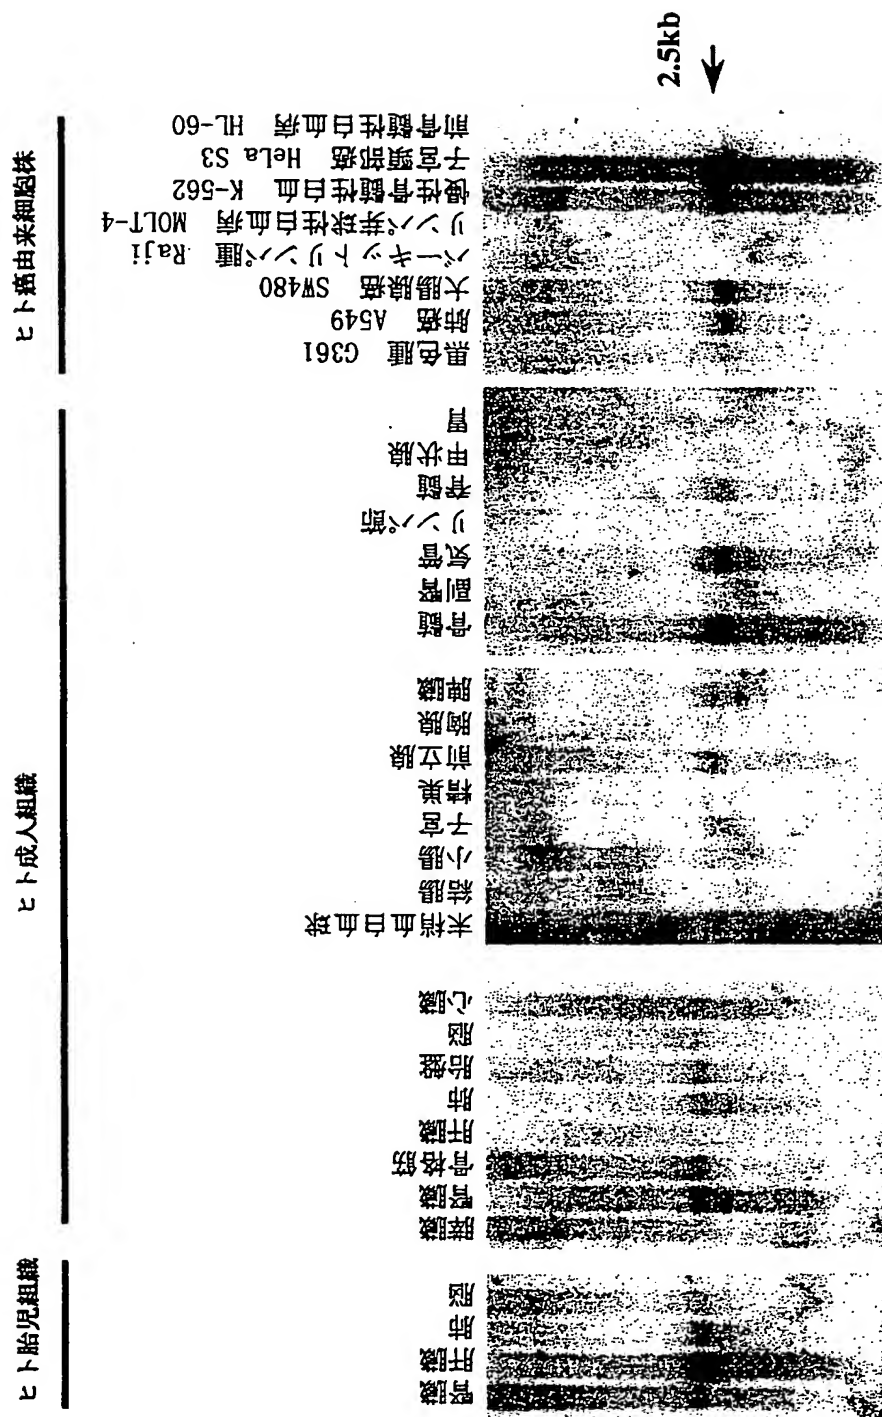 ヒト胎児組織
腎臓
肝臓
肺
脳
ヒト成人組織
膵臓
腎臓
骨格筋
肝臓
肺
胎盤
脳
心臓
末梢血白血球
結腸
小腸
子宮
精巣
前立腺
胸腺
脾臓
骨髄
副腎
気管
リンパ節
脊髄
甲状腺
胃
ヒト癌由来細胞株
黒色腫 G361
肺癌 A549
大腸腺癌 SW480
バーキットリンパ腫 Raji
リンパ芽球性白血病 MOLT-4
慢性骨髄性白血 K-562
子宮頸部癌 HeLa S3
前骨髄性白血病 HL-60
2.5kb